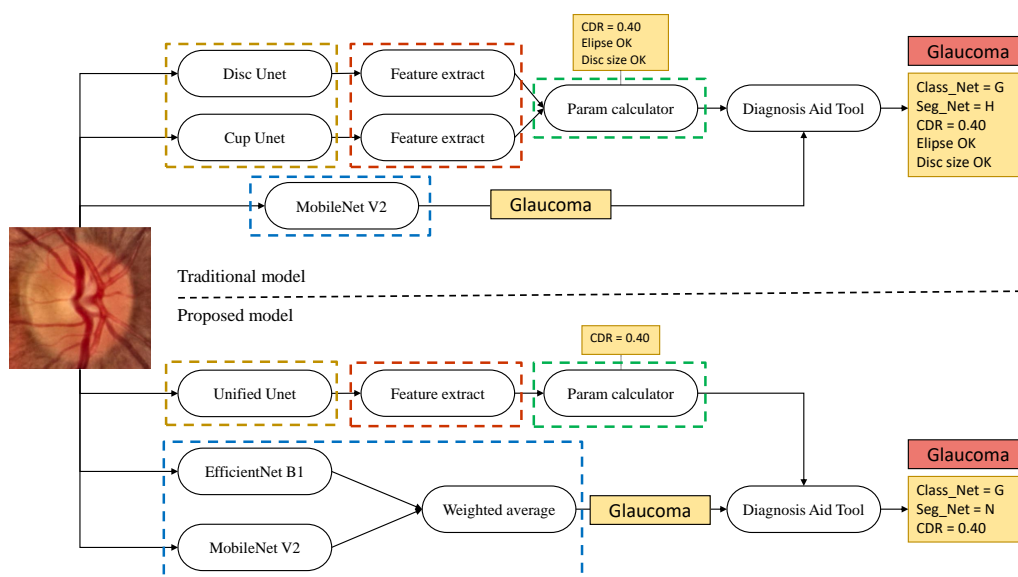 CDR = 0.40
Elipse OK
Disc size OK
Glaucoma
Disc Unet
Feature extract
Param calculator
Diagnosis Aid Tool
Class_Net = G
Seg_Net = H
CDR = 0.40
Elipse OK
Disc size OK
Cup Unet
Feature extract
MobileNet V2
Glaucoma
Traditional model
Proposed model
CDR = 0.40
Unified Unet
Feature extract
Param calculator
Glaucoma
EfficientNet B1
Weighted average
Glaucoma
Diagnosis Aid Tool
Class_Net = G
Seg_Net = N
CDR = 0.40
MobileNet V2